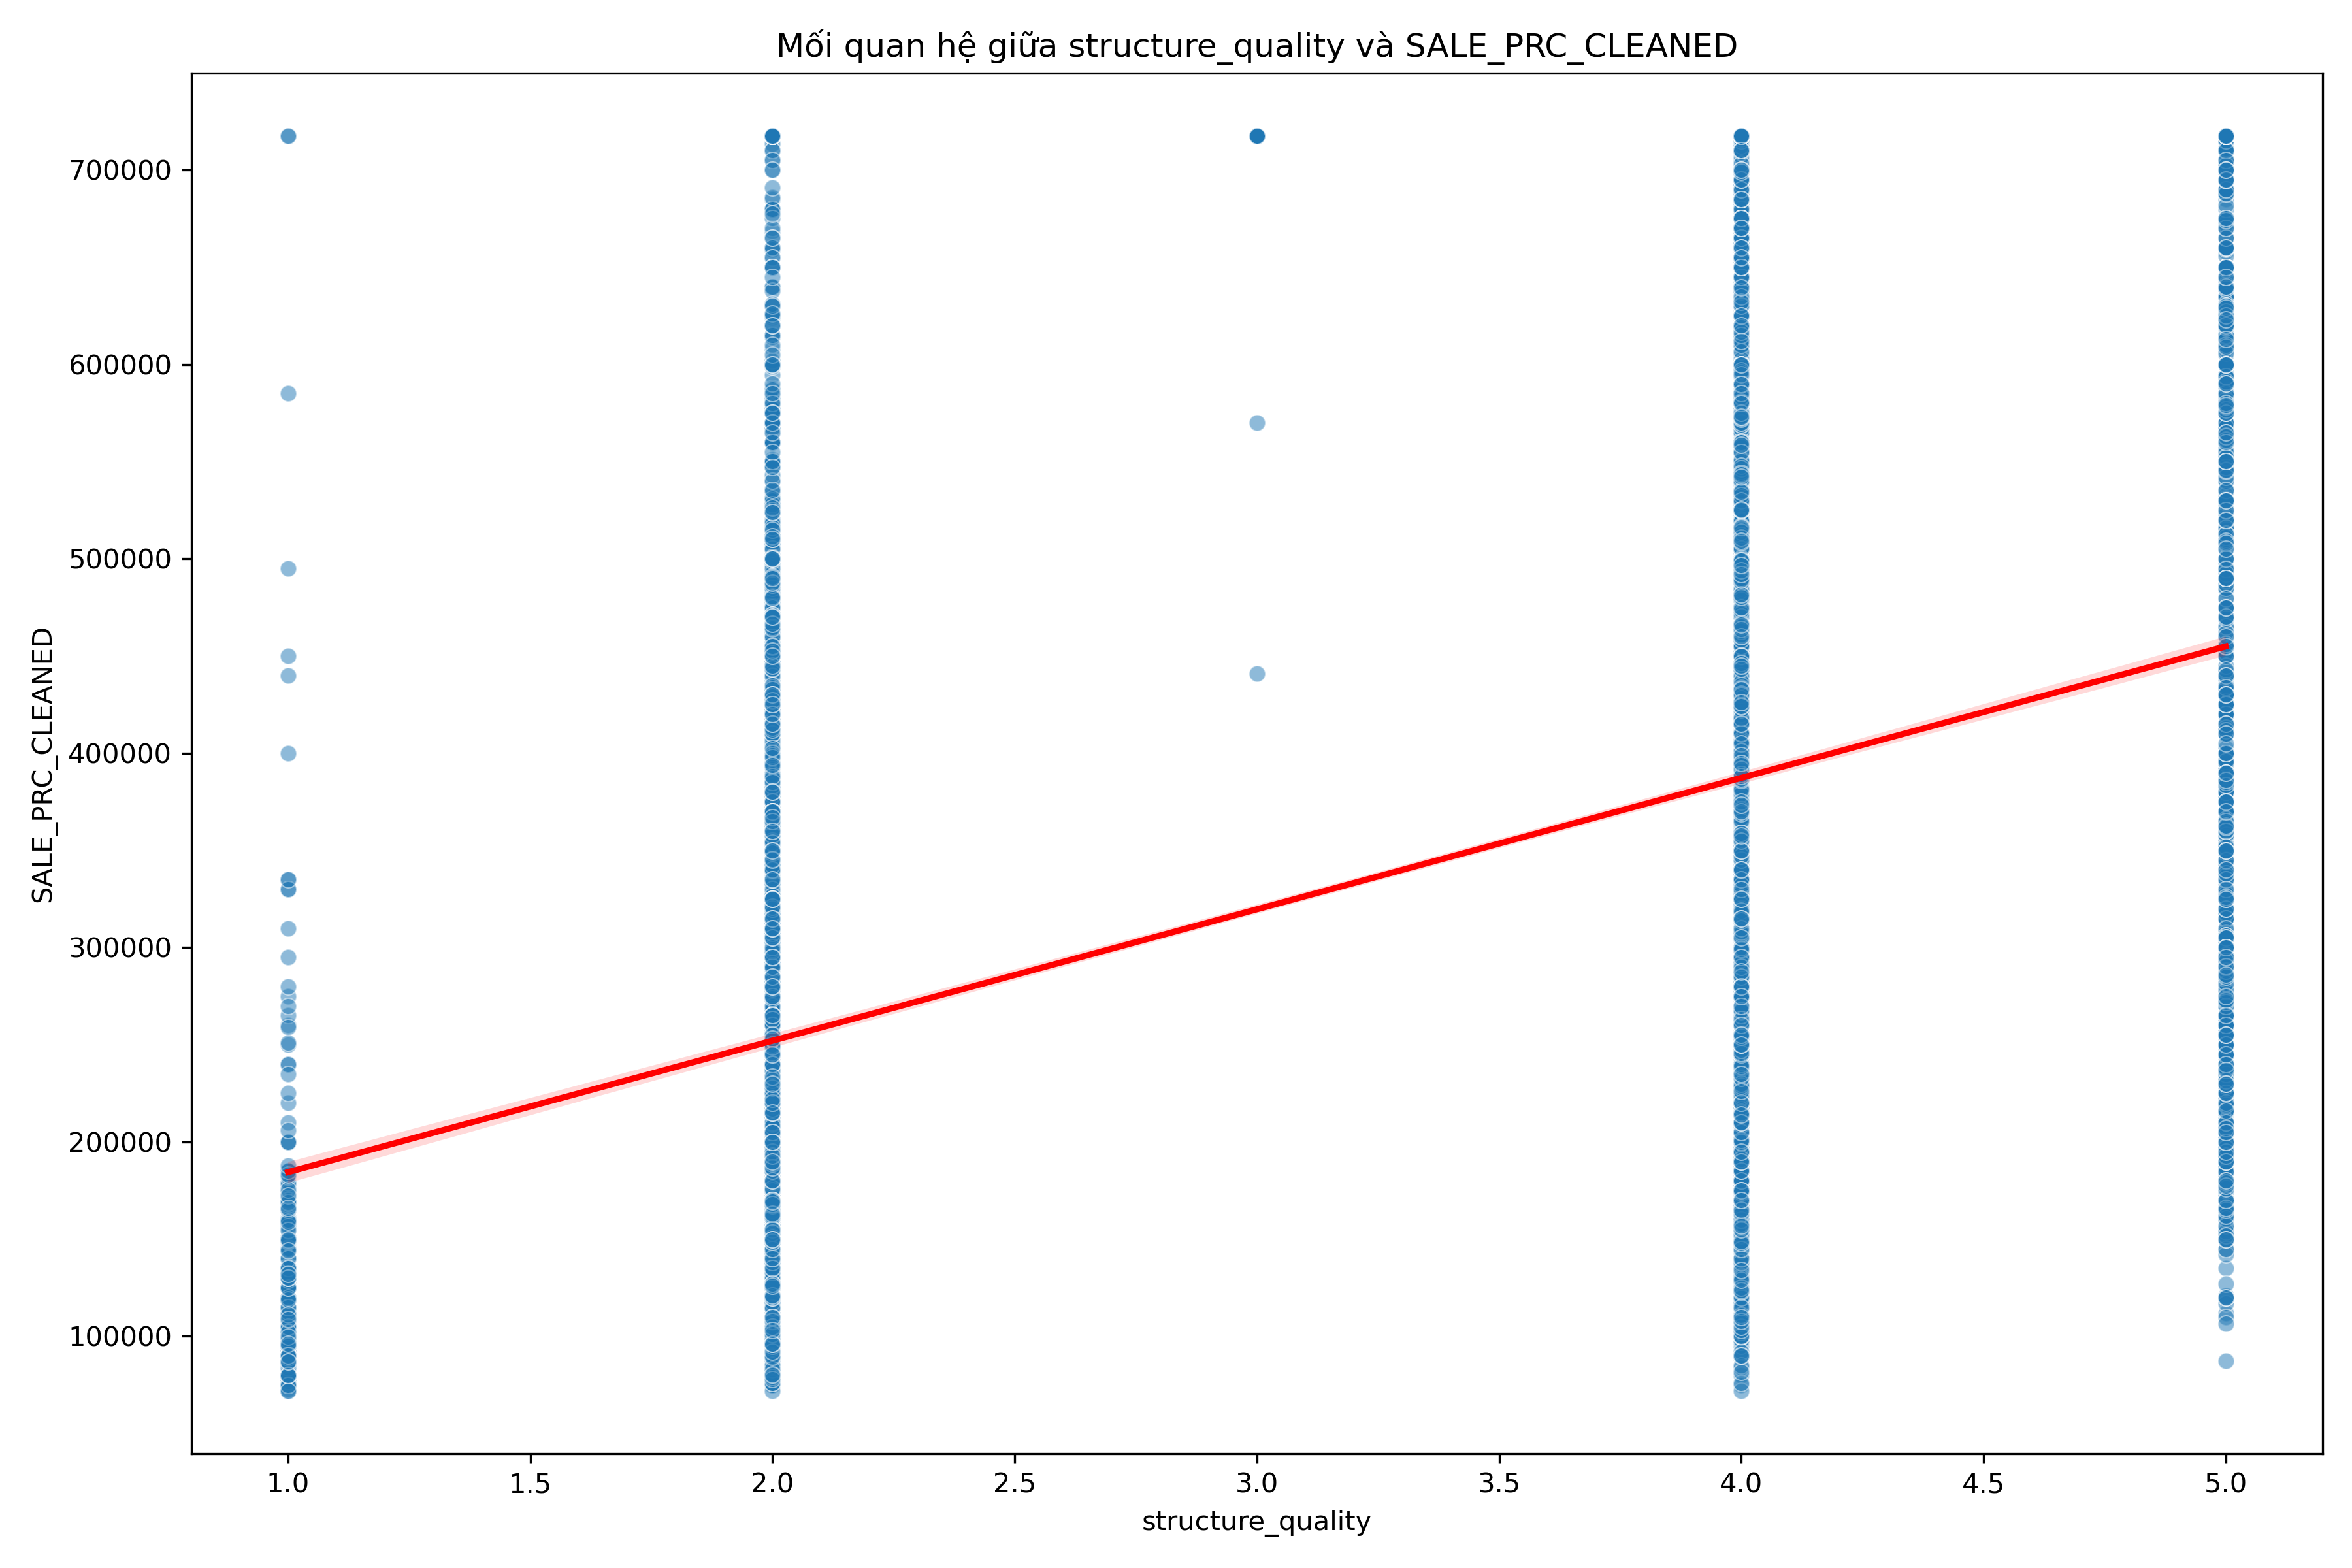 Mối quan hệ giữa structure_quality và SALE_PRC_CLEANED
SALE_PRC_CLEANED
700000
600000
500000
400000
300000
200000
100000
1.0 1.5 2.0 2.5 3.0 3.5 4.0 4.5 5.0
structure_quality